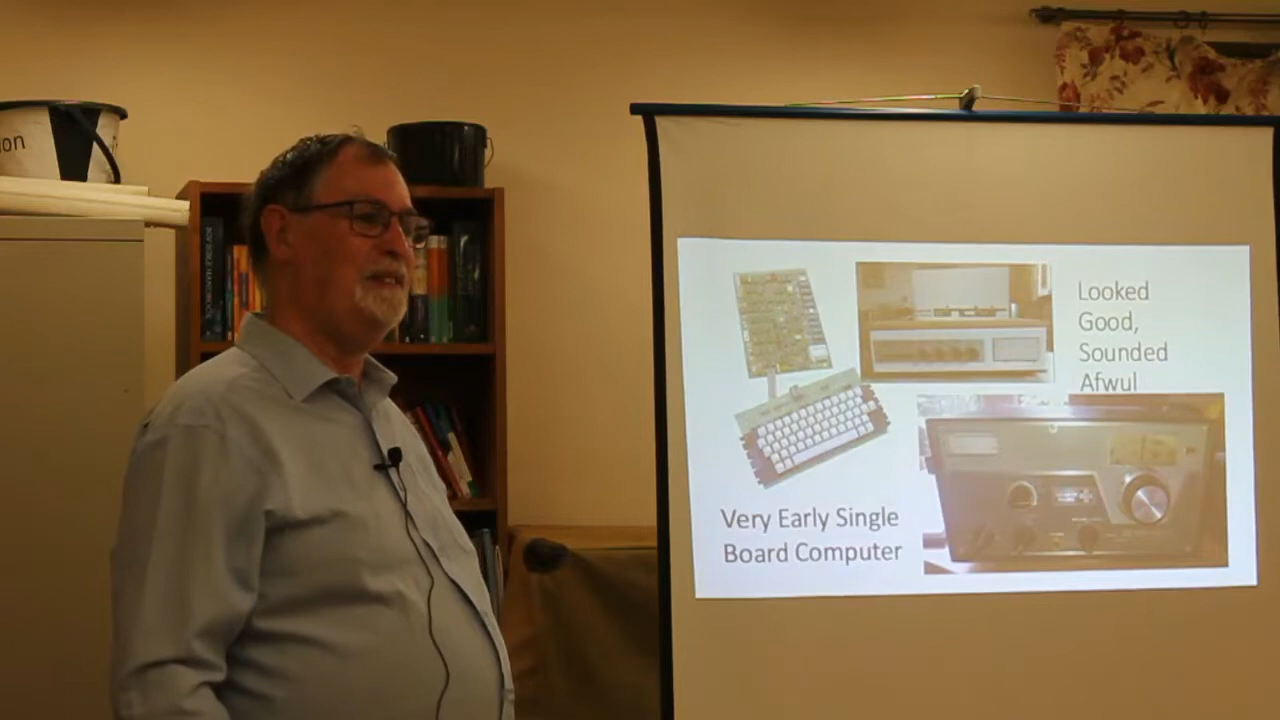 on
Looked
Good,
Sounded
Afwul
Very Early Single
Board Computer